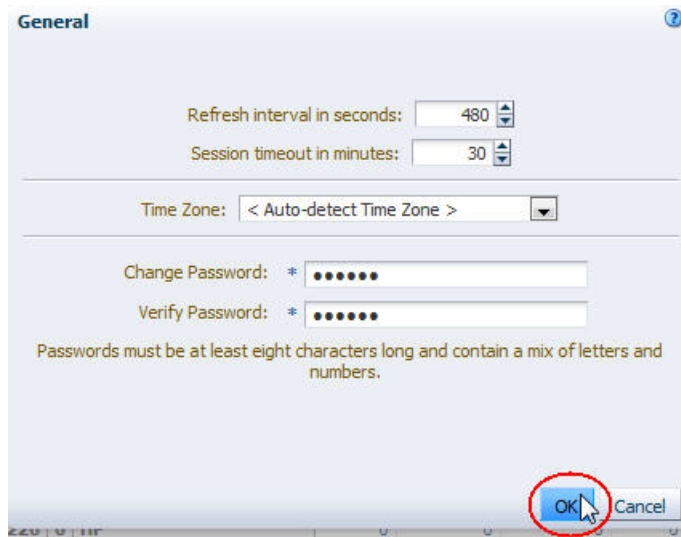 General
?
Refresh interval in seconds: 480
Session timeout in minutes: 30
Time Zone: < Auto-detect Time Zone >
Change Password: * ••••••
Verify Password: * ••••••
Passwords must be at least eight characters long and contain a mix of letters and
numbers.
OK Cancel